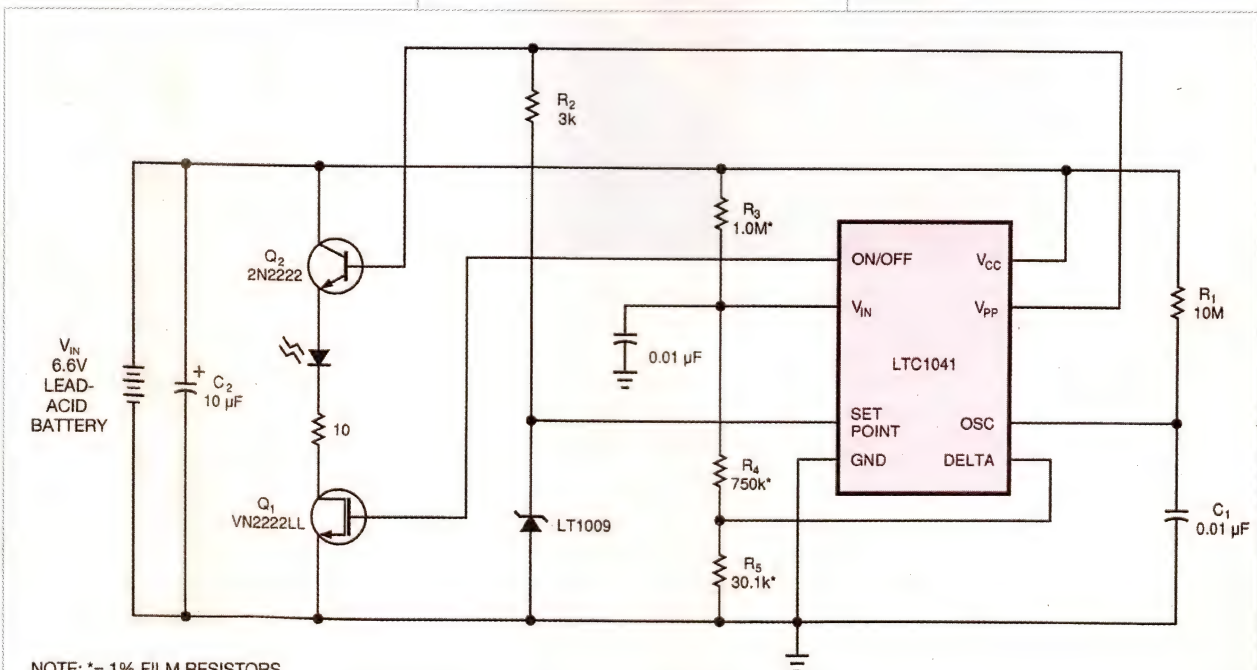 R2
3k
R3
1.0M*
Q2
2N2222
ON/OFF
VCC
VIN
VPP
R1
10M
0.01 µF
LTC1041
VIN
6.6V
LEAD-
ACID
BATTERY
+
C2
10 µF
10
SET
POINT
OSC
GND
DELTA
R4
750k*
Q1
VN2222LL
LT1009
C1
0.01 µF
R5
30.1k*
NOTE: *= 1% FILM RESISTORS